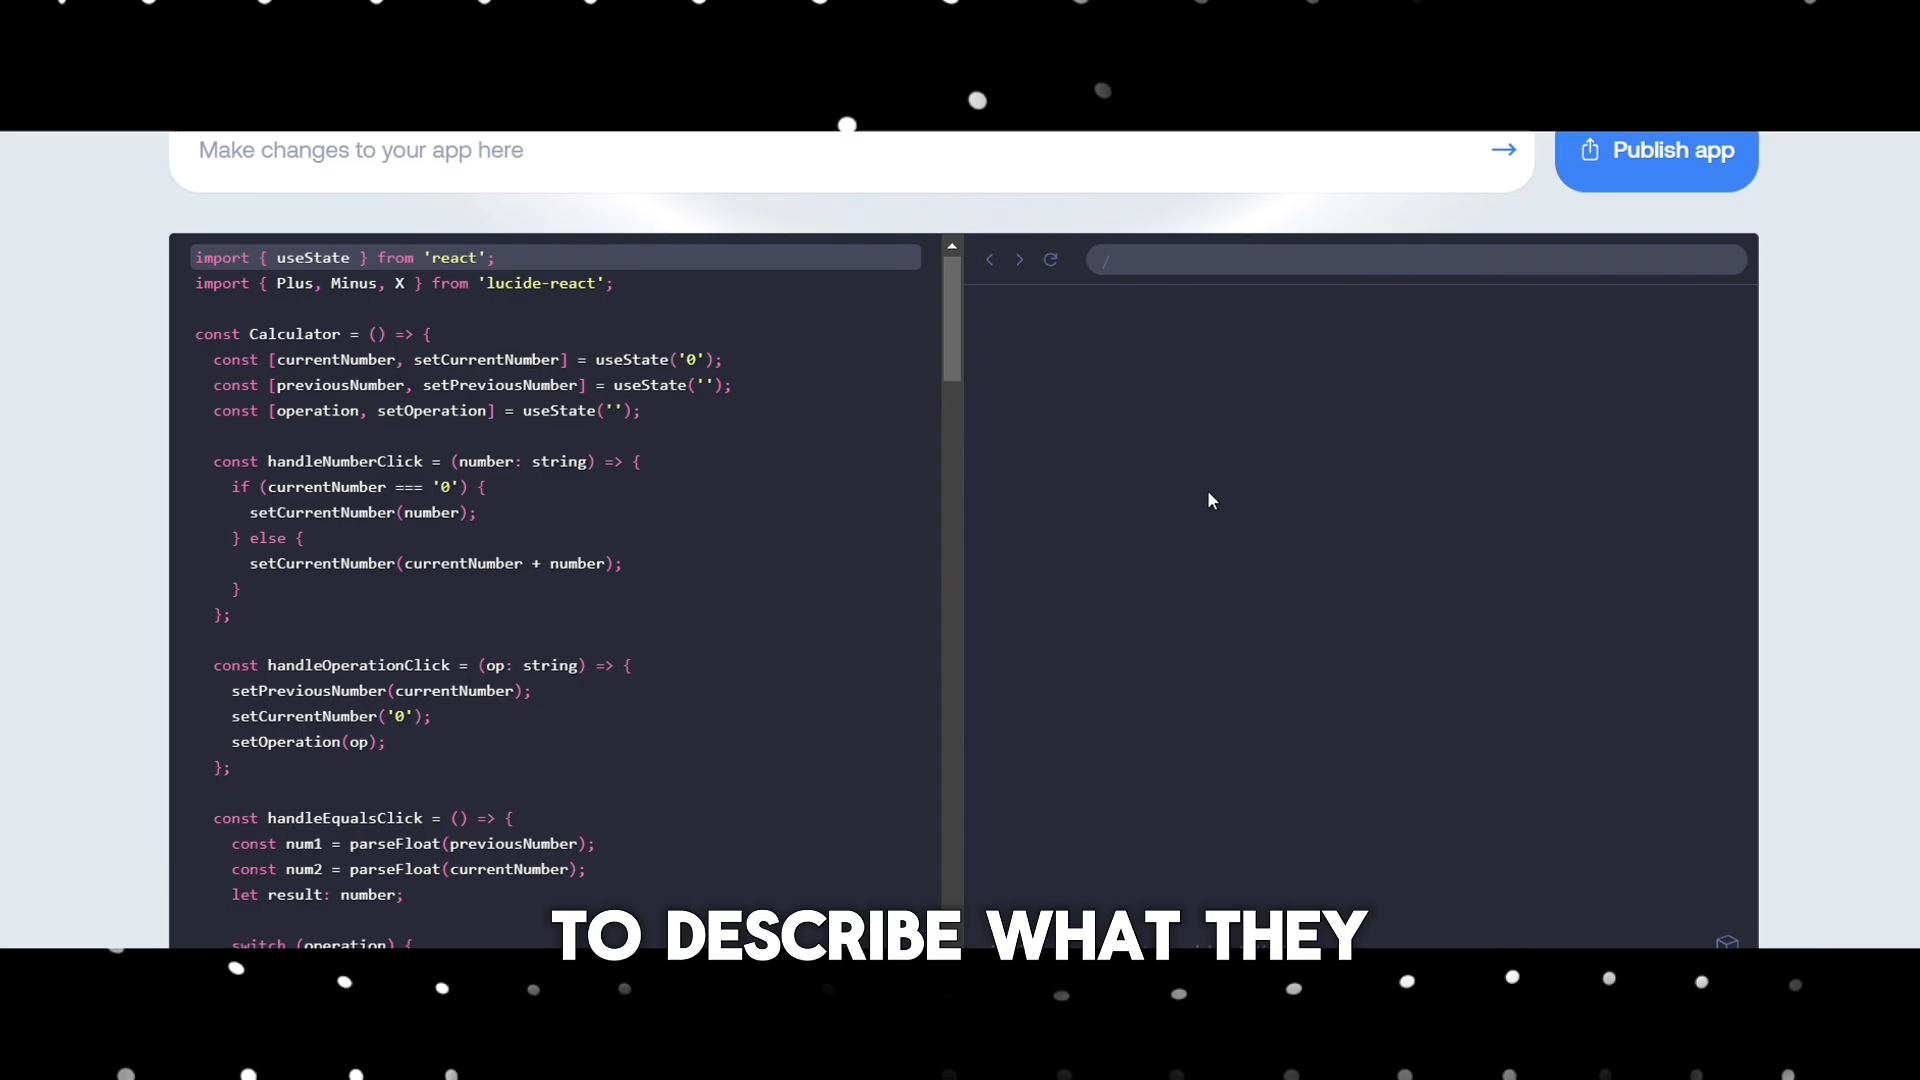 Make changes to your app here
Publish app
import { useState } from 'react';
import { Plus, Minus, X } from 'lucide-react';
const Calculator = () => {
const [currentNumber, setCurrentNumber] = useState('0');
const [previousNumber, setPreviousNumber] = useState('');
const [operation, setOperation] = useState('');
const handleNumberClick = (number: string) => {
if (currentNumber === '0') {
setCurrentNumber(number);
} else {
setCurrentNumber(currentNumber + number);
}
};
const handleOperationClick = (op: string) => {
setPreviousNumber(currentNumber);
setCurrentNumber('0');
setOperation(op);
};
const handleEqualsClick = () => {
const num1 = parseFloat(previousNumber);
const num2 = parseFloat(currentNumber);
let result: number;
switch (operation) {
/
TO DESCRIBE WHAT THEY